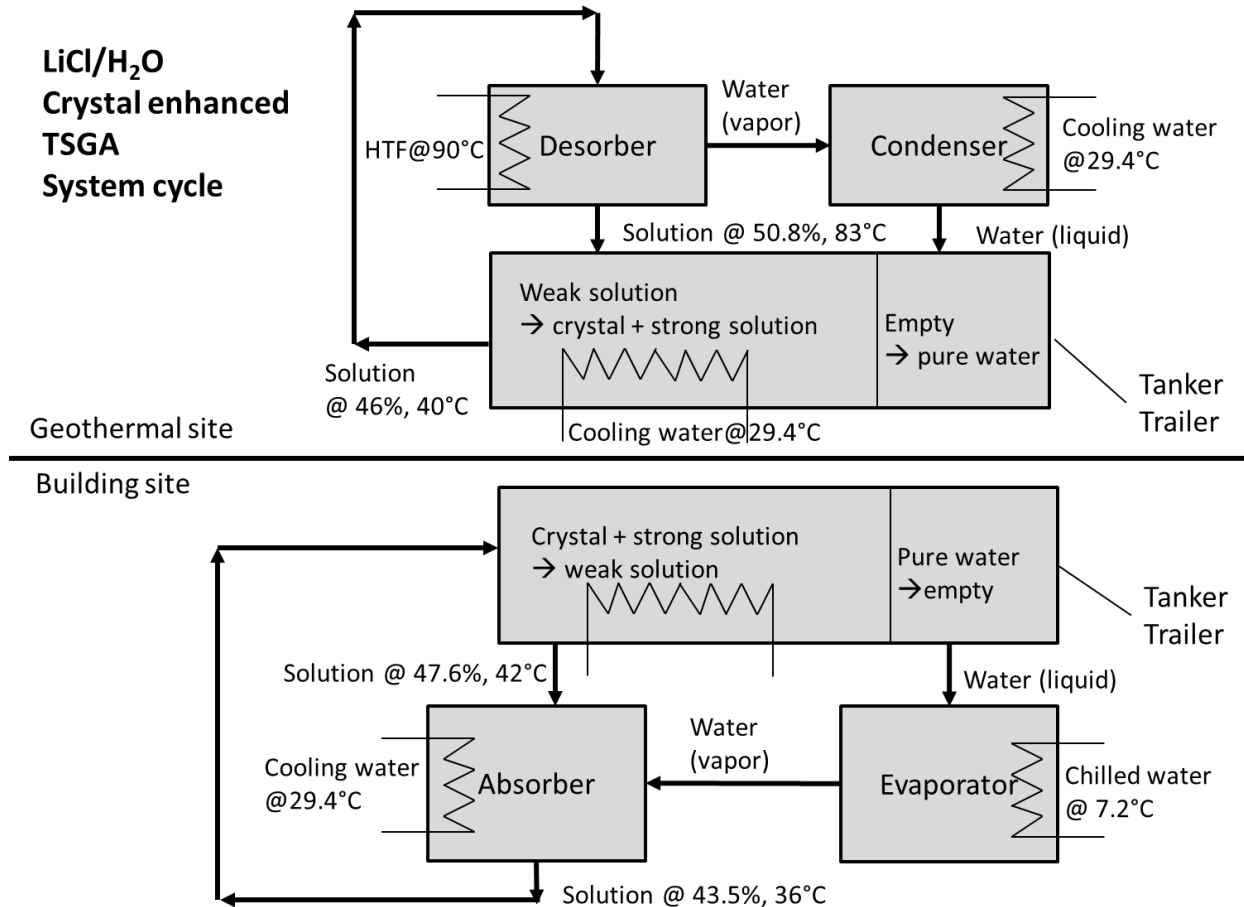 LiCl/H₂O
Crystal enhanced
TSGA
System cycle
HTF@90°C
Desorber
Water
(vapor)
Condenser
Cooling water
@29.4°C
Solution @ 50.8%, 83°C
Water (liquid)
Weak solution
→ crystal + strong solution
Empty
→ pure water
Solution
@ 46%, 40°C
Cooling water@29.4°C
Tanker
Trailer
Geothermal site
Building site
Crystal + strong solution
→ weak solution
Pure water
→empty
Tanker
Trailer
Solution @ 47.6%, 42°C
Water (liquid)
Cooling water
@29.4°C
Absorber
Water
(vapor)
Evaporator
Chilled water
@ 7.2°C
Solution @ 43.5%, 36°C